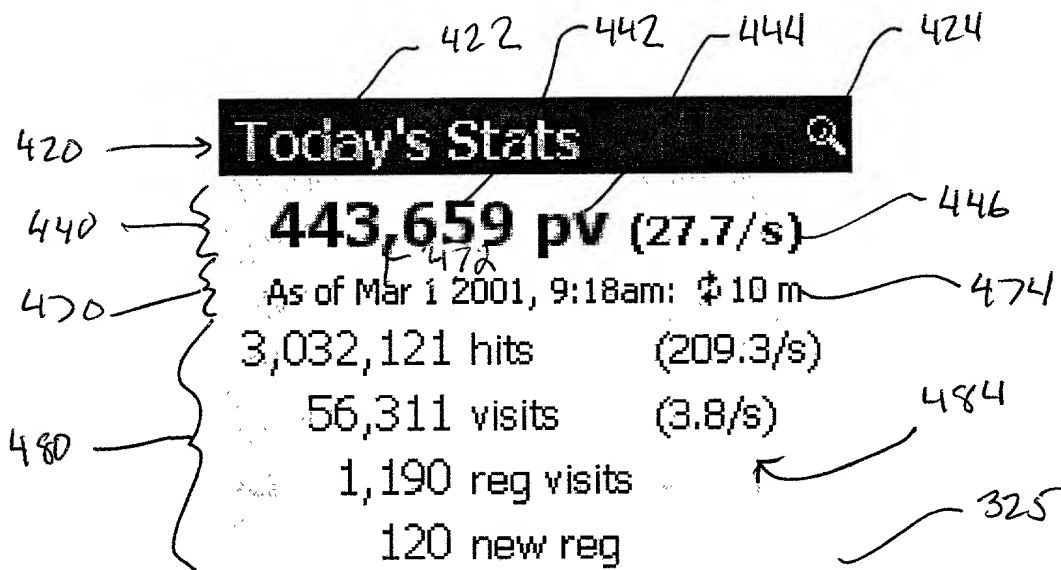 422 442 444 424
420 Today's Stats
440 443,659 pv (27.7/s) 446
472
470 As of Mar 1 2001, 9:18am: 10 m 474
3,032,121 hits (209.3/s)
56,311 visits (3.8/s) 484
480 1,190 reg visits
120 new reg 325